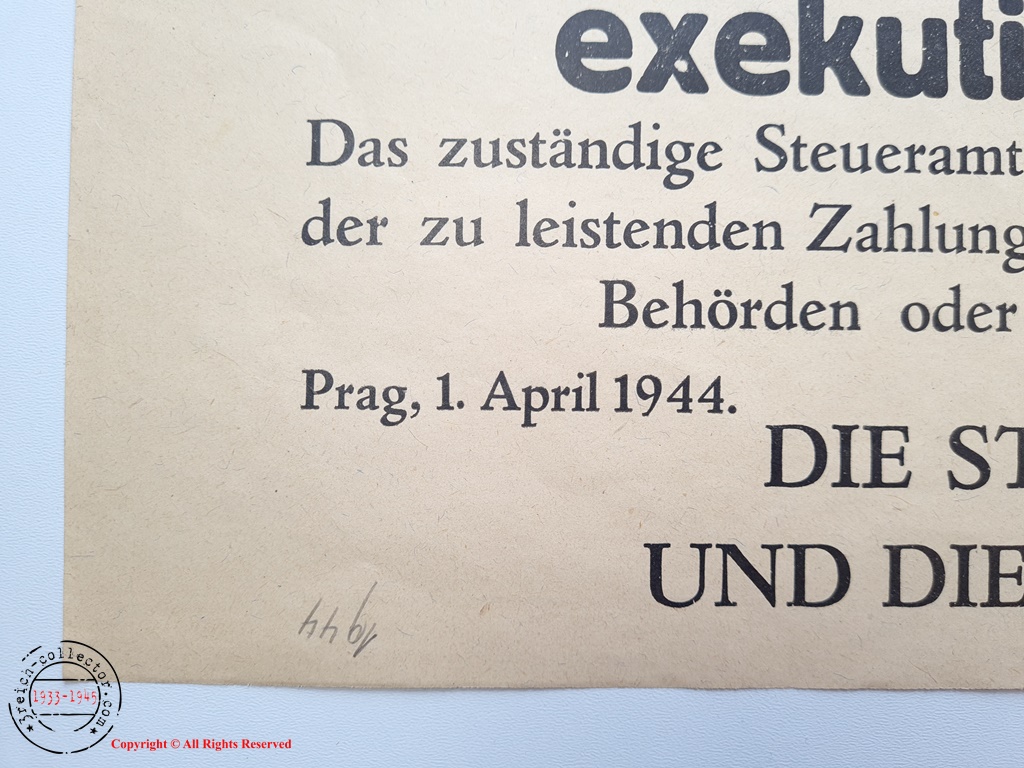 exekuti
Das zuständige Steueramt
der zu leistenden Zahlung
Behörden oder
Prag, 1. April 1944.
DIE ST
UND DIE
1944
3reich-collector.com
1933-1945
Copyright © All Rights Reserved